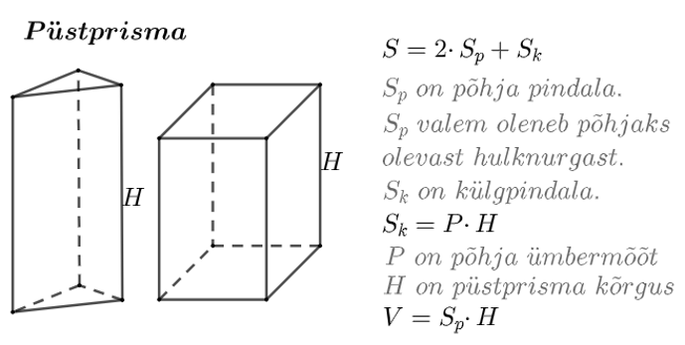 Püstprisma
H
H
S = 2· Sₚ + Sₖ
Sₚ on põhja pindala.
Sₚ valem oleneb põhjaks
olevast hulknurgast.
Sₖ on külgpindala.
Sₖ = P· H
P on põhja ümbermõõt
H on püstprisma kõrgus
V = Sₚ· H